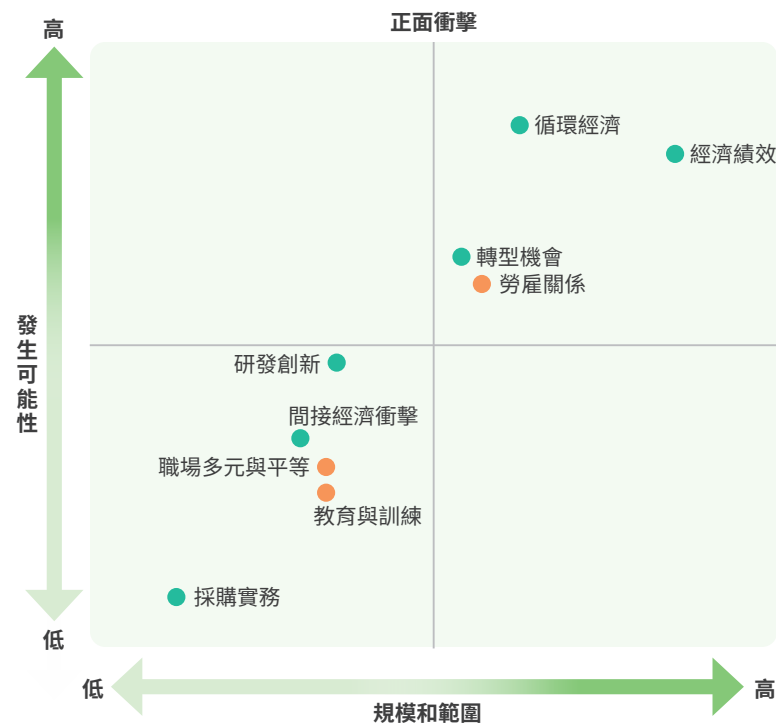 正面衝擊
高
循環經濟
經濟績效
轉型機會
勞雇關係
發生可能性
研發創新
間接經濟衝擊
職場多元與平等
教育與訓練
採購實務
低
低
高
規模和範圍